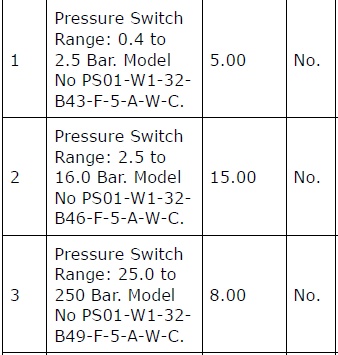 1
Pressure Switch
Range: 0.4 to
2.5 Bar. Model
No PS01-W1-32-
B43-F-5-A-W-C.
5.00
No.
2
Pressure Switch
Range: 2.5 to
16.0 Bar. Model
No PS01-W1-32-
B46-F-5-A-W-C.
15.00
No.
3
Pressure Switch
Range: 25.0 to
250 Bar. Model
No PS01-W1-32-
B49-F-5-A-W-C.
8.00
No.